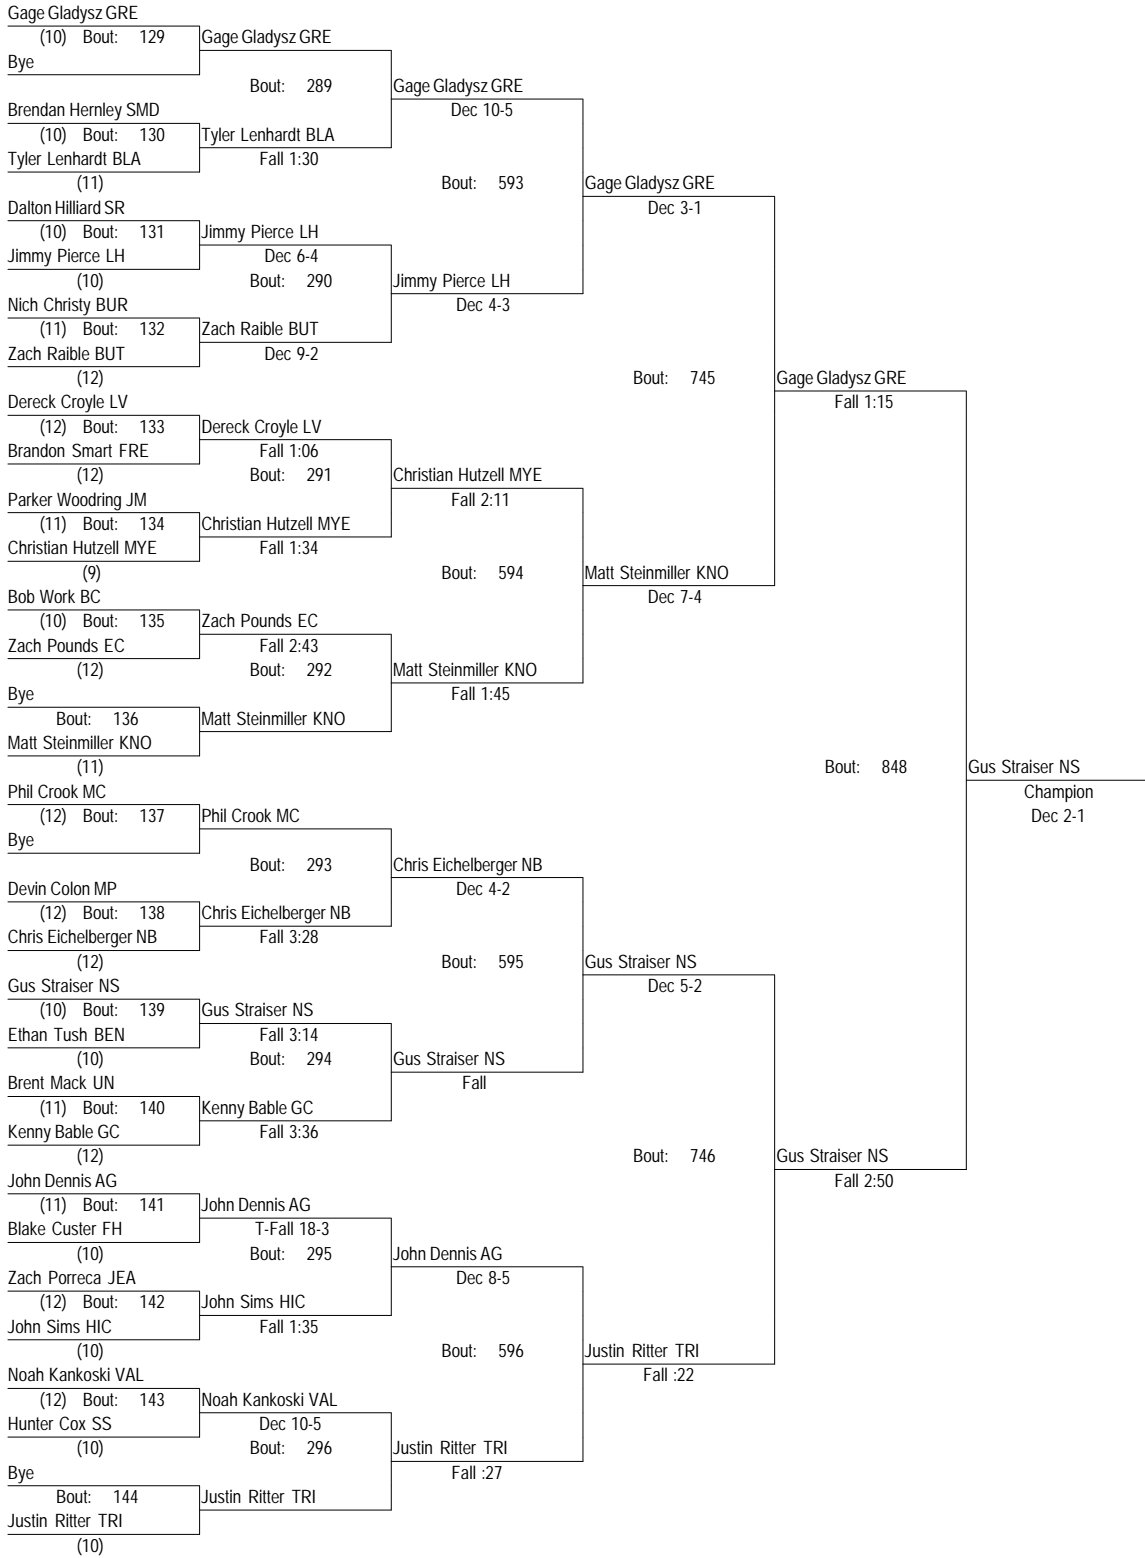 Gage Gladysz GRE
(10) Bout: 129 Gage Gladysz GRE
Bye
Bout: 289 Gage Gladysz GRE
Brendan Hernley SMD Dec 10-5
(10) Bout: 130 Tyler Lenhardt BLA
Tyler Lenhardt BLA Fall 1:30
(11) Bout: 593 Gage Gladysz GRE
Dalton Hilliard SR Dec 3-1
(10) Bout: 131 Jimmy Pierce LH
Jimmy Pierce LH Dec 6-4
(10) Bout: 290 Jimmy Pierce LH
Nich Christy BUR Dec 4-3
(11) Bout: 132 Zach Raible BUT
Zach Raible BUT Dec 9-2
(12) Bout: 745 Gage Gladysz GRE
Dereck Croyle LV Fall 1:15
(12) Bout: 133 Dereck Croyle LV
Brandon Smart FRE Fall 1:06
(12) Bout: 291 Christian Hutzell MYE
Parker Woodring JM Fall 2:11
(11) Bout: 134 Christian Hutzell MYE
Christian Hutzell MYE Fall 1:34
(9) Bout: 594 Matt Steinmiller KNO
Bob Work BC Dec 7-4
(10) Bout: 135 Zach Pounds EC
Zach Pounds EC Fall 2:43
(12) Bout: 292 Matt Steinmiller KNO
Bye Fall 1:45
Bout: 136 Matt Steinmiller KNO
Matt Steinmiller KNO
(11) Bout: 848 Gus Straiser NS
Phil Crook MC Champion
(12) Bout: 137 Phil Crook MC Dec 2-1
Bye
Bout: 293 Chris Eichelberger NB
Devin Colon MP Dec 4-2
(12) Bout: 138 Chris Eichelberger NB
Chris Eichelberger NB Fall 3:28
(12) Bout: 595 Gus Straiser NS
Gus Straiser NS Dec 5-2
(10) Bout: 139 Gus Straiser NS
Ethan Tush BEN Fall 3:14
(10) Bout: 294 Gus Straiser NS
Brent Mack UN Fall
(11) Bout: 140 Kenny Bable GC
Kenny Bable GC Fall 3:36
(12) Bout: 746 Gus Straiser NS
John Dennis AG Fall 2:50
(11) Bout: 141 John Dennis AG
Blake Custer FH T-Fall 18-3
(10) Bout: 295 John Dennis AG
Zach Porreca JEA Dec 8-5
(12) Bout: 142 John Sims HIC
John Sims HIC Fall 1:35
(10) Bout: 596 Justin Ritter TRI
Noah Kankoski VAL Fall :22
(12) Bout: 143 Noah Kankoski VAL
Hunter Cox SS Dec 10-5
(10) Bout: 296 Justin Ritter TRI
Bye Fall :27
Bout: 144 Justin Ritter TRI
Justin Ritter TRI
(10)